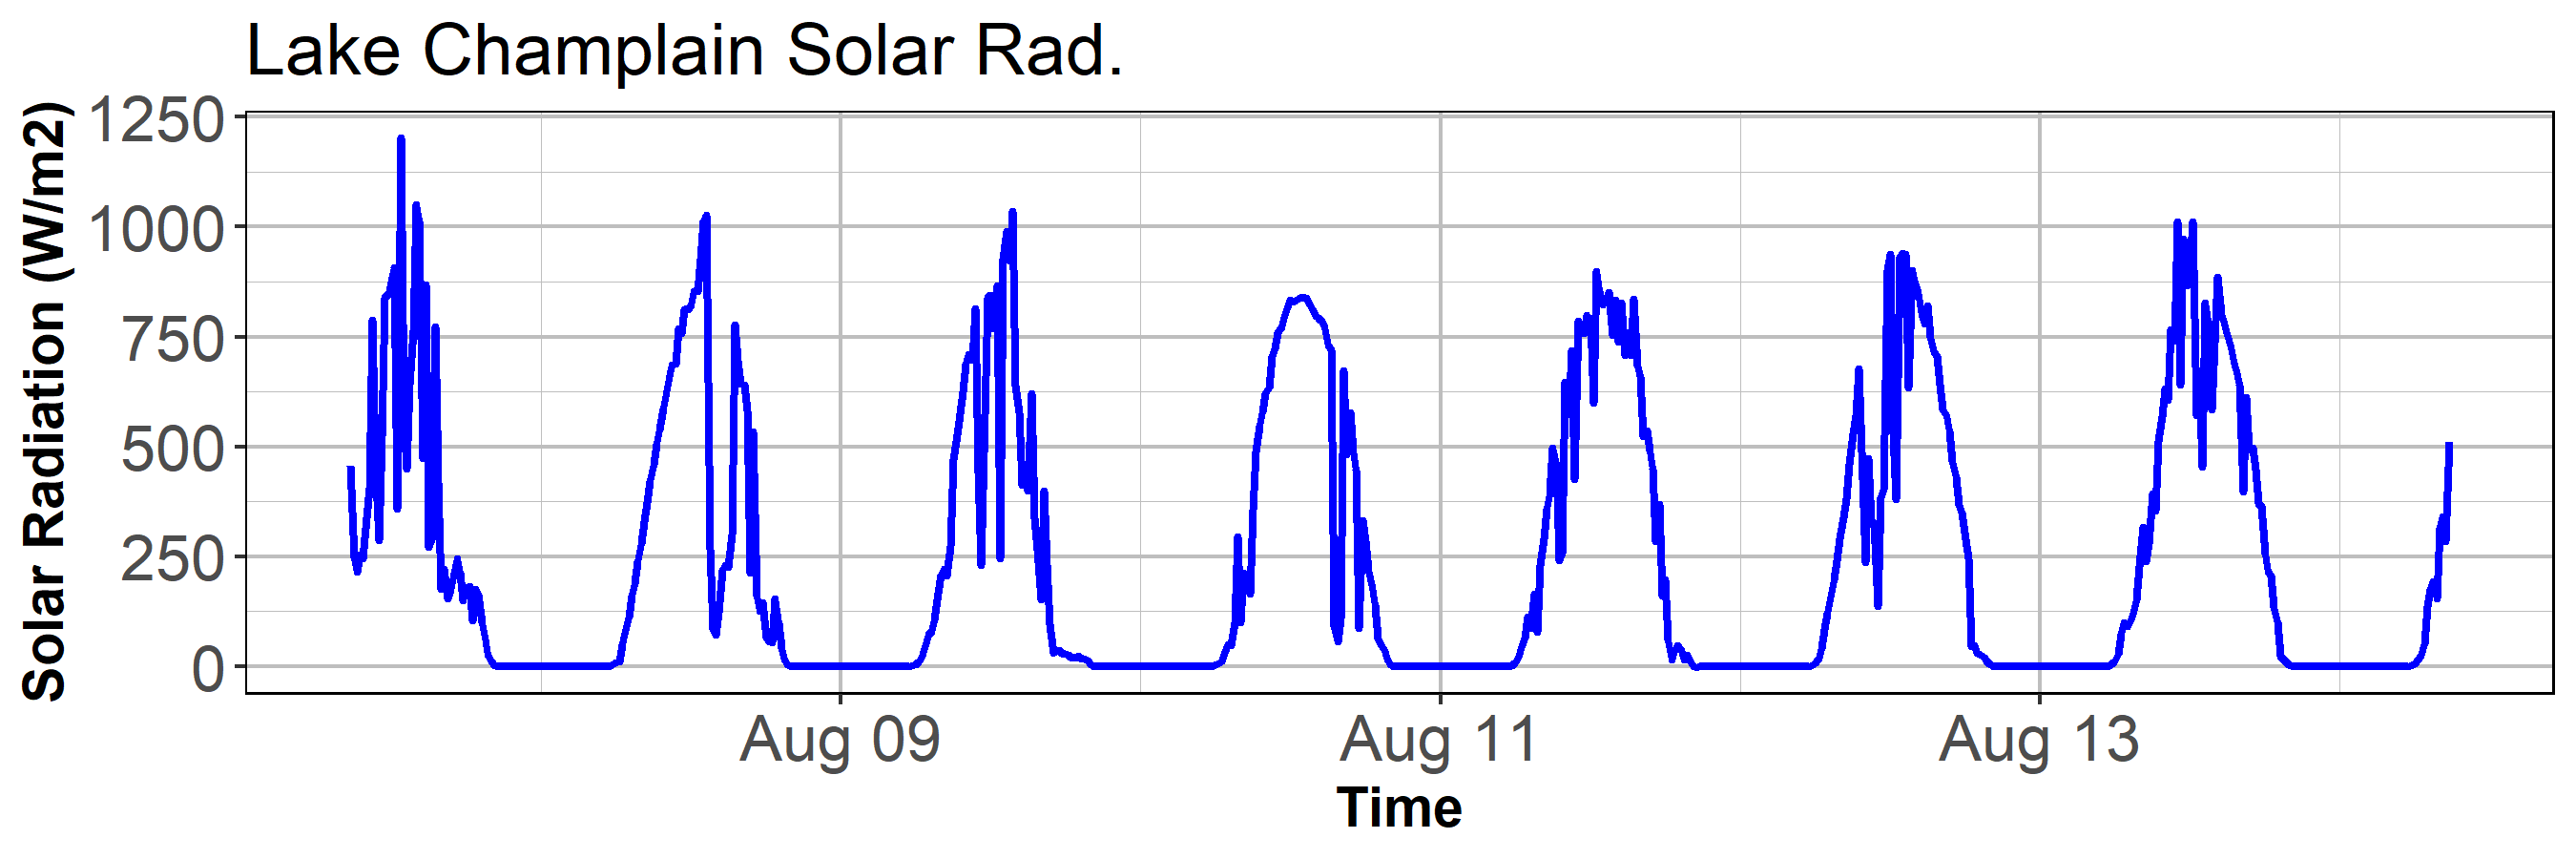 Lake Champlain Solar Rad.
Solar Radiation (W/m2)
1250
1000
750
500
250
0
Aug 09
Aug 11
Aug 13
Time